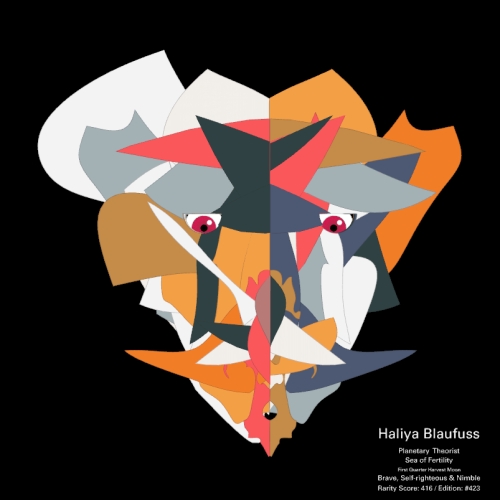 Haliya Blaufuss
Planetary Theorist
Sea of Fertility
First Quarter Harvest Moon
Brave, Self-righteous & Nimble
Rarity Score: 416 / Edition: #423